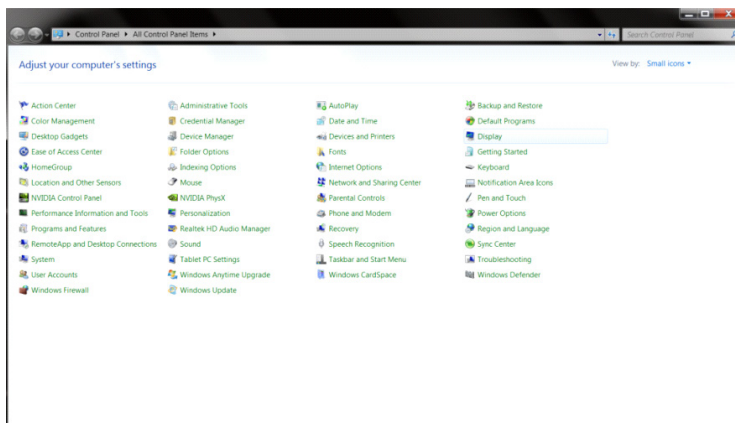 Control Panel ▸ All Control Panel Items ▸
Search Control Panel
Adjust your computer's settings
View by: Small icons
Action Center
Administrative Tools
AutoPlay
Backup and Restore
Color Management
Credential Manager
Date and Time
Default Programs
Desktop Gadgets
Device Manager
Devices and Printers
Display
Ease of Access Center
Folder Options
Fonts
Getting Started
HomeGroup
Indexing Options
Internet Options
Keyboard
Location and Other Sensors
Mouse
Network and Sharing Center
Notification Area Icons
NVIDIA Control Panel
NVIDIA PhysX
Parental Controls
Pen and Touch
Performance Information and Tools
Personalization
Phone and Modem
Power Options
Programs and Features
Realtek HD Audio Manager
Recovery
Region and Language
RemoteApp and Desktop Connections
Sound
Speech Recognition
Sync Center
System
Tablet PC Settings
Taskbar and Start Menu
Troubleshooting
User Accounts
Windows Anytime Upgrade
Windows CardSpace
Windows Defender
Windows Firewall
Windows Update